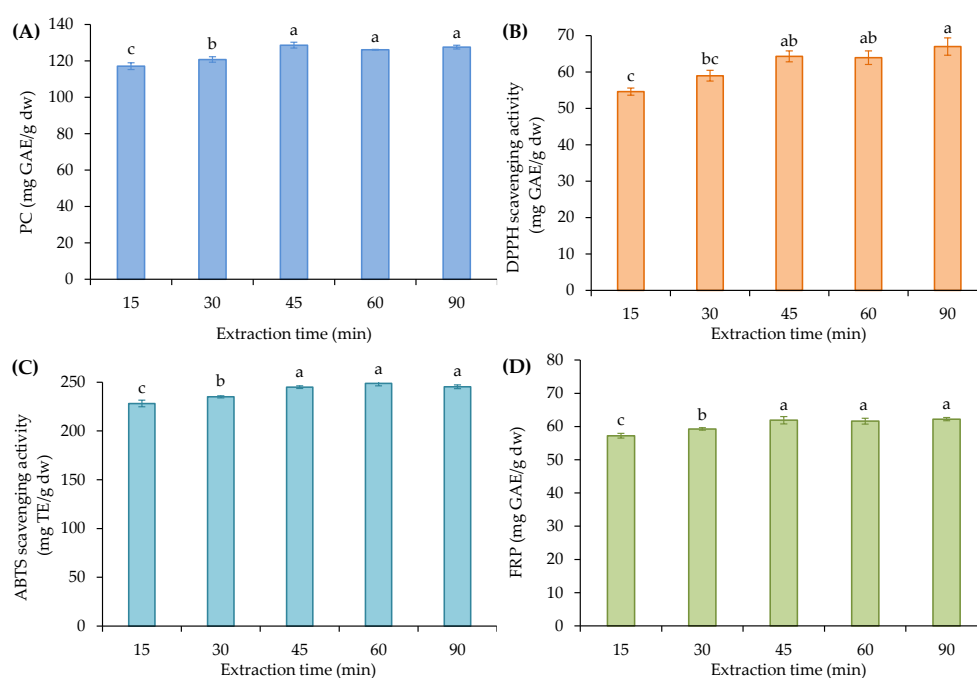 (A)
PC (mg GAE/g dw)
140
120
100
80
60
40
20
0
c
b
a
a
a
15 30 45 60 90
Extraction time (min)
(B)
DPPH scavenging activity
(mg GAE/g dw)
70
60
50
40
30
20
10
0
c
bc
ab
ab
a
15 30 45 60 90
Extraction time (min)
(C)
ABTS scavenging activity
(mg TE/g dw)
250
200
150
100
50
0
c
b
a
a
a
15 30 45 60 90
Extraction time (min)
(D)
FRP (mg GAE/g dw)
80
70
60
50
40
30
20
10
0
c
b
a
a
a
15 30 45 60 90
Extraction time (min)